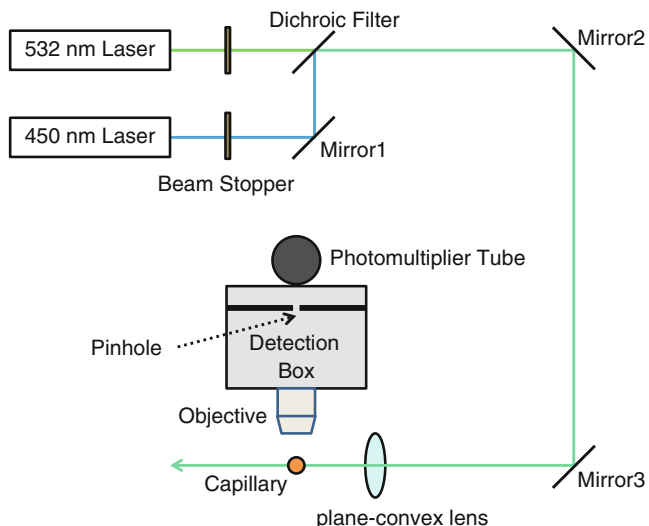 Dichroic Filter
532 nm Laser
Mirror2
450 nm Laser
Mirror1
Beam Stopper
Photomultiplier Tube
Pinhole
Detection
Box
Objective
Capillary
Mirror3
plane-convex lens